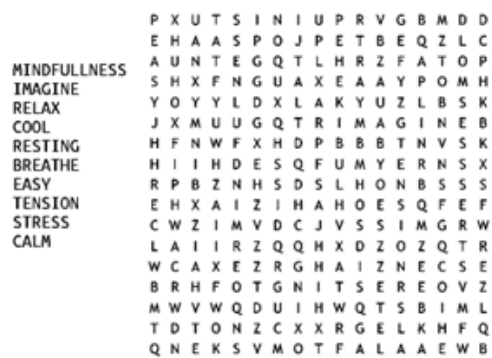 MINDFULLNESS
IMAGINE
RELAX
COOL
RESTING
BREATHE
EASY
TENSION
STRESS
CALM
P X U T S I N I U P R V G B M D D
E H A A S P O J P E T B E Q Z L C
A U N T E G Q T L H R Z F A T O P
S H X F N G U A X E A A Y P O M H
Y O Y Y L D X L A K Y U Z L B S K
J X M U U G Q T R I M A G I N E B
H F N W F X H D P B B B T N V S K
H I I H D E S Q F U M Y E R N S X
R P B Z N H S D S L H O N B S S S
E H X A I Z I H A H O E S Q F E F
C W Z I M V D C J V S S I M G R W
L A I I R Z Q Q H X D Z O Z Q T R
W C A X E Z R G H A I Z N E C S E
B R H F O T G N I T S E R E O V Z
M W V W Q D U I H W Q T S B I M L
T D T O N Z C X X R G E L K H F Q
Q N E K S V M O T F A L A A E W B